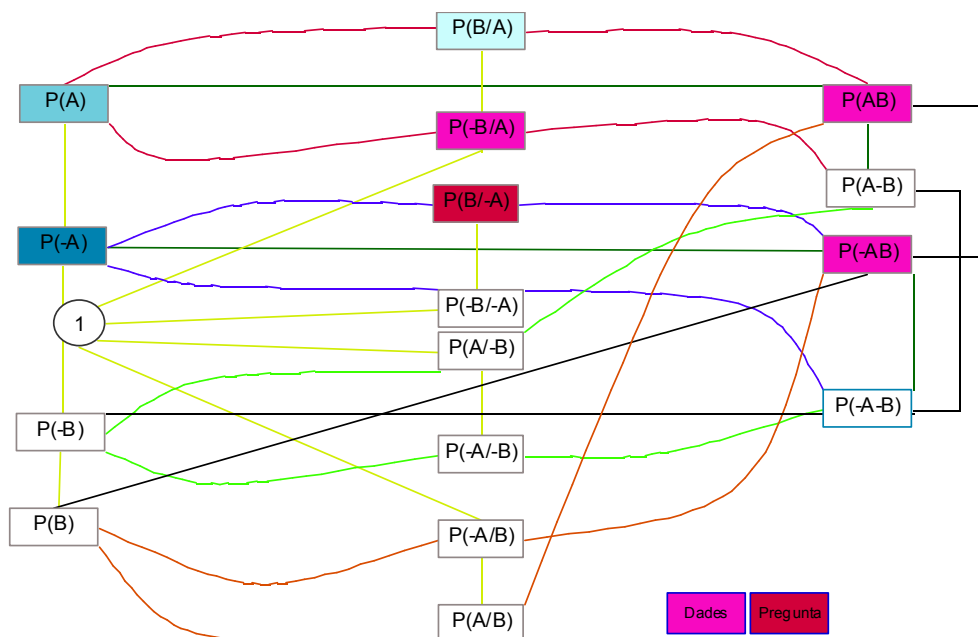 P(B/A)
P(A)
P(AB)
P(-B/A)
P(A-B)
P(B/-A)
P(-A)
P(-AB)
P(-B/-A)
1
P(A/-B)
P(-A-B)
P(-B)
P(-A/-B)
P(B)
P(-A/B)
P(A/B)
Dades
Pregunta